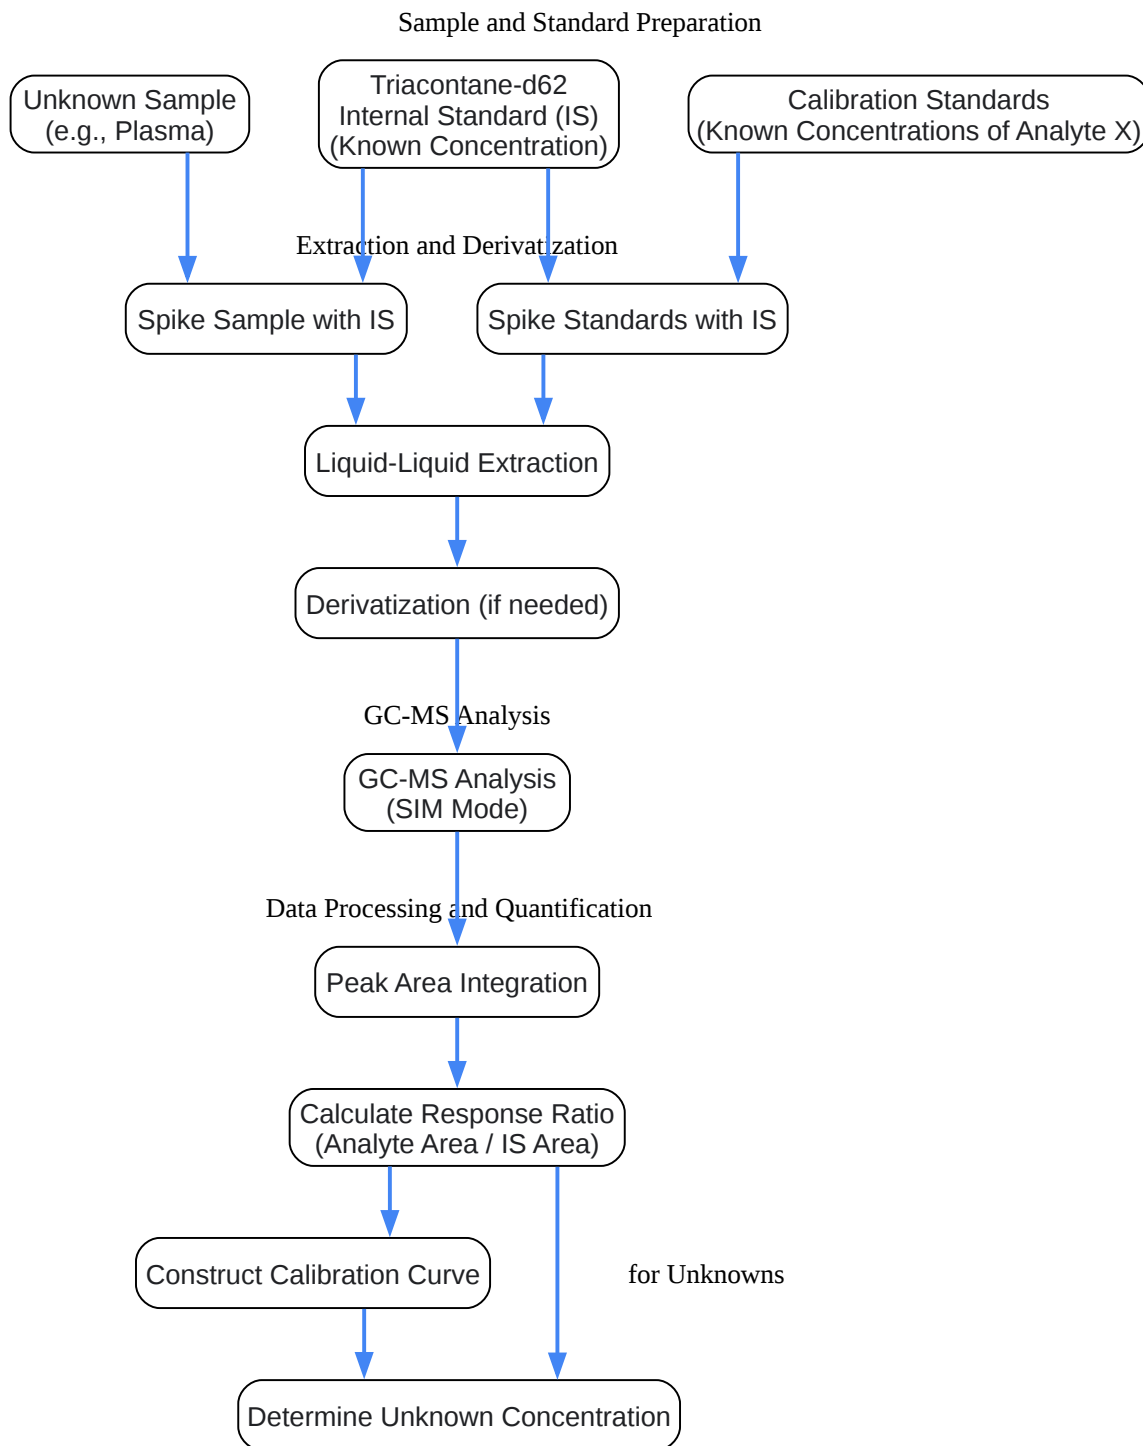 Sample and Standard Preparation
Unknown Sample
(e.g., Plasma)
Triacontane-d62
Internal Standard (IS)
(Known Concentration)
Calibration Standards
(Known Concentrations of Analyte X)
Extraction and Derivatization
Spike Sample with IS
Spike Standards with IS
Liquid-Liquid Extraction
Derivatization (if needed)
GC-MS Analysis
GC-MS Analysis
(SIM Mode)
Data Processing and Quantification
Peak Area Integration
Calculate Response Ratio
(Analyte Area / IS Area)
Construct Calibration Curve
for Unknowns
Determine Unknown Concentration